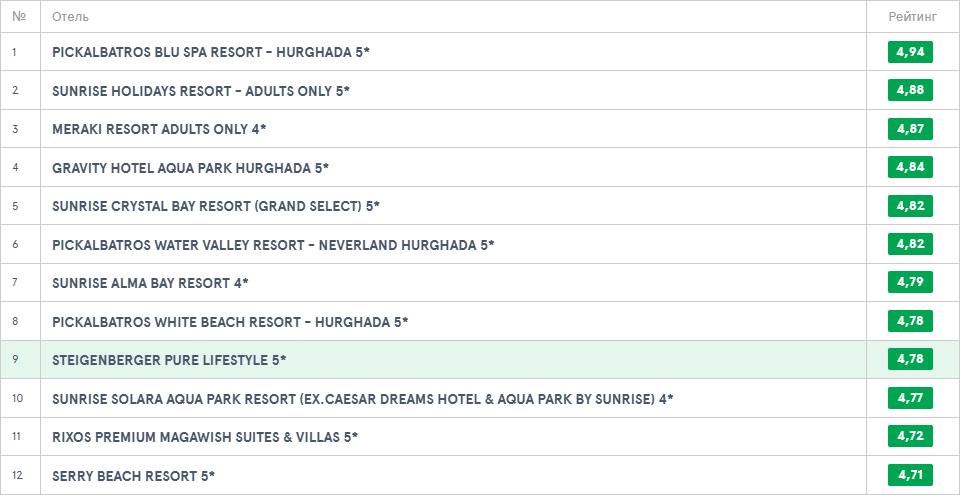 № Отель Рейтинг
1 PICKALBATROS BLU SPA RESORT – HURGHADA 5* 4,94
2 SUNRISE HOLIDAYS RESORT – ADULTS ONLY 5* 4,88
3 MERAKI RESORT ADULTS ONLY 4* 4,87
4 GRAVITY HOTEL AQUA PARK HURGHADA 5* 4,84
5 SUNRISE CRYSTAL BAY RESORT (GRAND SELECT) 5* 4,82
6 PICKALBATROS WATER VALLEY RESORT – NEVERLAND HURGHADA 5* 4,82
7 SUNRISE ALMA BAY RESORT 4* 4,79
8 PICKALBATROS WHITE BEACH RESORT – HURGHADA 5* 4,78
9 STEIGENBERGER PURE LIFESTYLE 5* 4,78
10 SUNRISE SOLARA AQUA PARK RESORT (EX.CAESAR DREAMS HOTEL & AQUA PARK BY SUNRISE) 4* 4,77
11 RIXOS PREMIUM MAGAWISH SUITES & VILLAS 5* 4,72
12 SERRY BEACH RESORT 5* 4,71